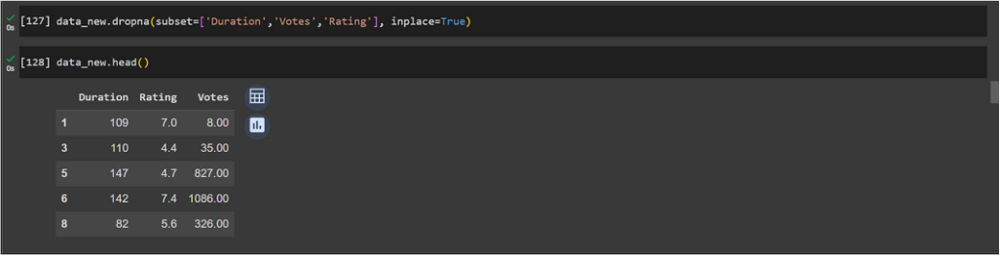 [127] data_new.dropna(subset=['Duration','Votes','Rating'], inplace=True)
0s
[128] data_new.head()
0s
Duration Rating Votes
1 109 7.0 8.00
3 110 4.4 35.00
5 147 4.7 827.00
6 142 7.4 1086.00
8 82 5.6 326.00